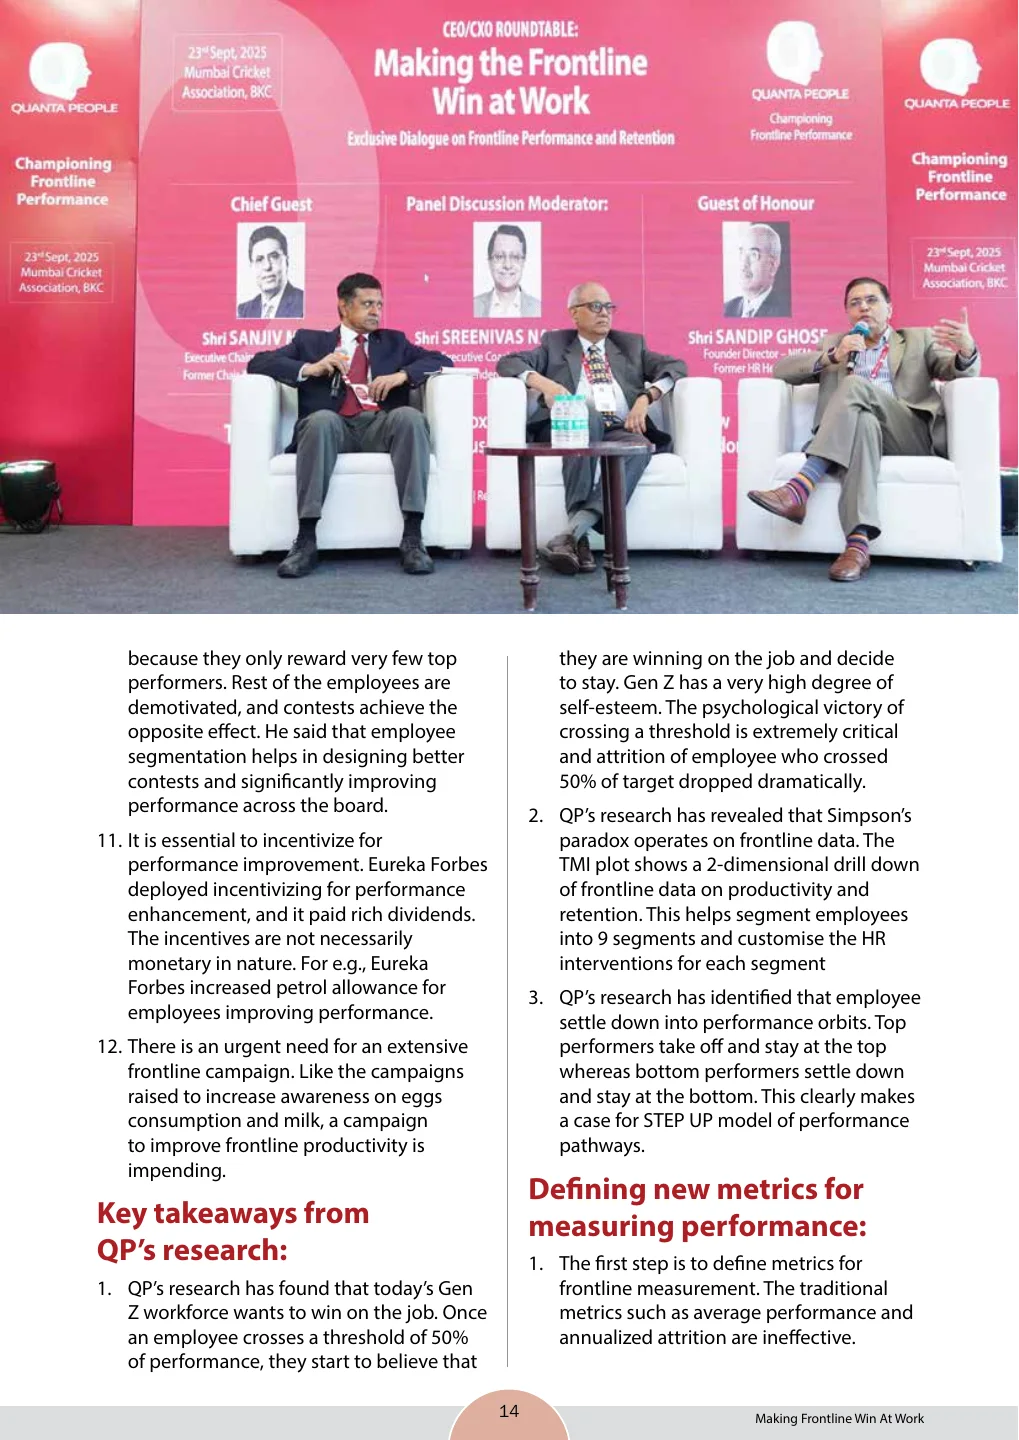 CEO/CXO ROUNDTABLE:
Making the Frontline
Win at Work
Exclusive Dialogue on Frontline Performance and Retention
23rd Sept, 2025
Mumbai Cricket
Association, BKC
QUANTA PEOPLE
Championing
Frontline Performance
QUANTA PEOPLE
Championing
Frontline
Performance
23rd Sept, 2025
Mumbai Cricket
Association, BKC
QUANTA PEOPLE
Championing
Frontline
Performance
23rd Sept, 2025
Mumbai Cricket
Association, BKC
Chief Guest
Shri SANJIV
Executive
Former
Panel Discussion Moderator:
Shri SREENIVAS
Guest of Honour
Shri SANDIP GHOSE
Founder Director –
Former HR
because they only reward very few top
performers. Rest of the employees are
demotivated, and contests achieve the
opposite effect. He said that employee
segmentation helps in designing better
contests and significantly improving
performance across the board.
11. It is essential to incentivize for
performance improvement. Eureka Forbes
deployed incentivizing for performance
enhancement, and it paid rich dividends.
The incentives are not necessarily
monetary in nature. For e.g., Eureka
Forbes increased petrol allowance for
employees improving performance.
12. There is an urgent need for an extensive
frontline campaign. Like the campaigns
raised to increase awareness on eggs
consumption and milk, a campaign
to improve frontline productivity is
impending.
Key takeaways from
QP's research:
1. QP's research has found that today's Gen
Z workforce wants to win on the job. Once
an employee crosses a threshold of 50%
of performance, they start to believe that
they are winning on the job and decide
to stay. Gen Z has a very high degree of
self-esteem. The psychological victory of
crossing a threshold is extremely critical
and attrition of employee who crossed
50% of target dropped dramatically.
2. QP's research has revealed that Simpson's
paradox operates on frontline data. The
TMI plot shows a 2-dimensional drill down
of frontline data on productivity and
retention. This helps segment employees
into 9 segments and customise the HR
interventions for each segment
3. QP's research has identified that employee
settle down into performance orbits. Top
performers take off and stay at the top
whereas bottom performers settle down
and stay at the bottom. This clearly makes
a case for STEP UP model of performance
pathways.
Defining new metrics for
measuring performance:
1. The first step is to define metrics for
frontline measurement. The traditional
metrics such as average performance and
annualized attrition are ineffective.
14
Making Frontline Win At Work